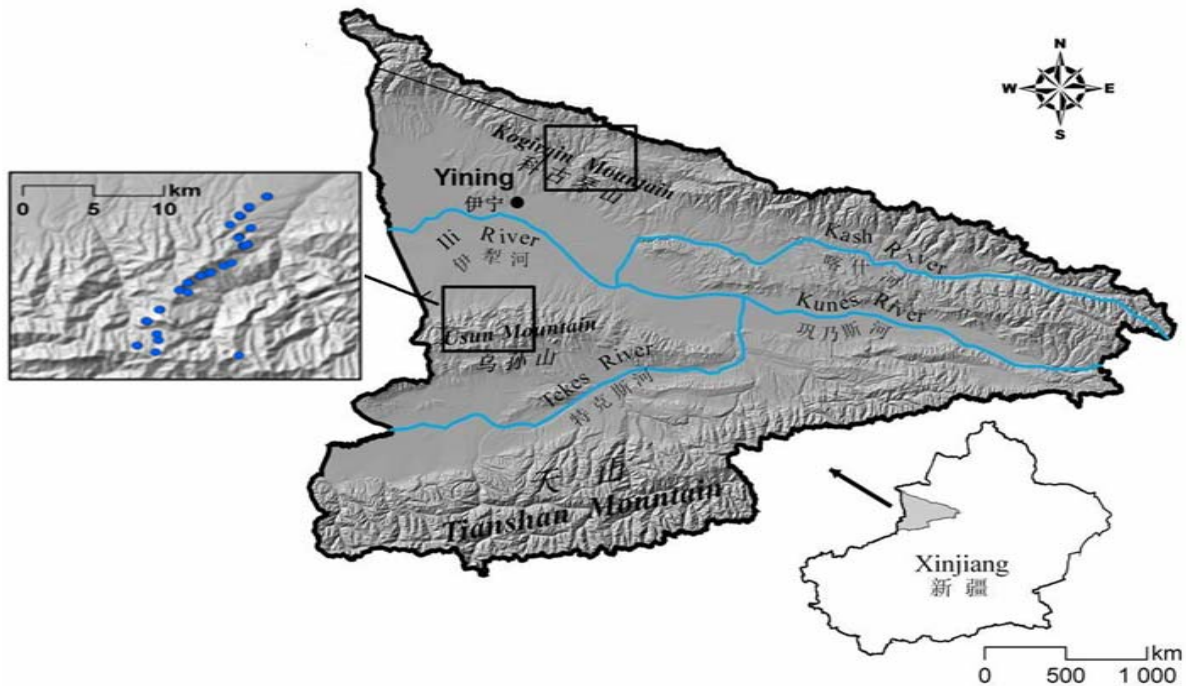 N
W E
S
Kogirqin Mountain
科古琴山
Yining
伊宁
km
0 5 10
Ili River
伊犁河
Kash River
喀什河
Kunes River
巩乃斯河
Usun Mountain
乌孙山
Tekes River
特克斯河
天山
Tianshan Mountain
Xinjiang
新疆
km
0 500 1 000